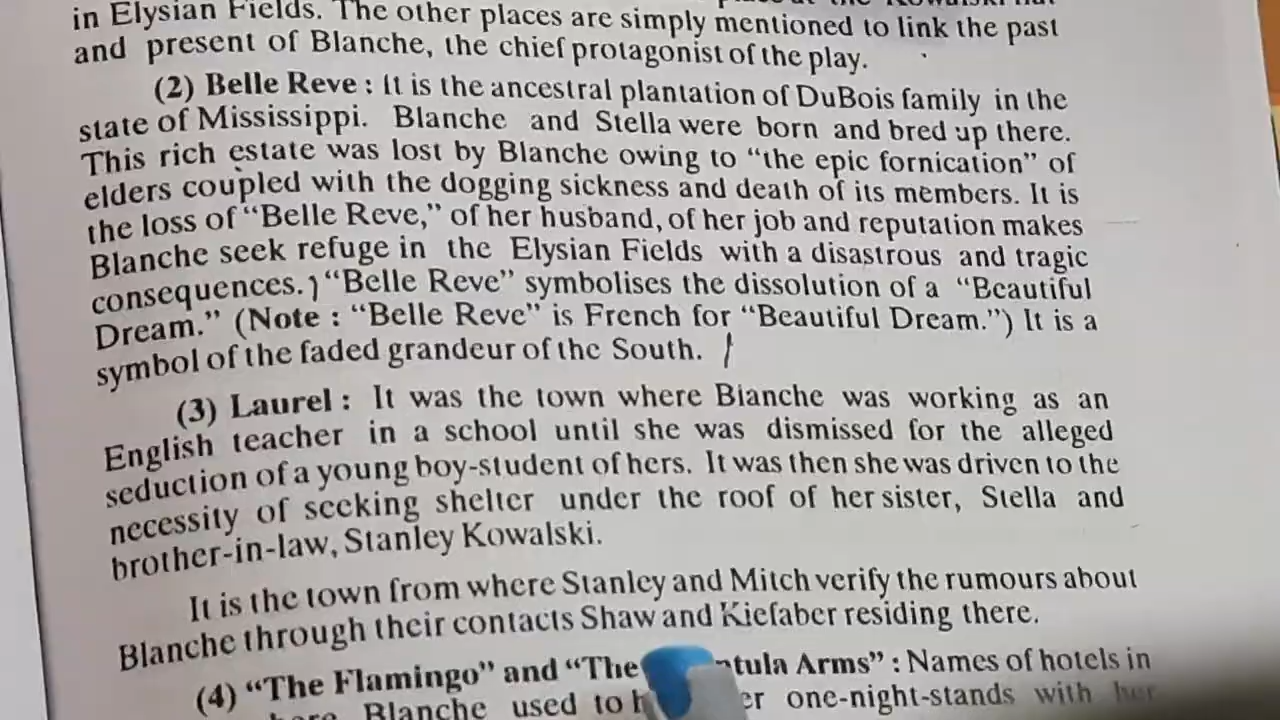 in Elysian Fields. The other places are simply mentioned to link the past
and present of Blanche, the chief protagonist of the play.
(2) Belle Reve : It is the ancestral plantation of DuBois family in the
state of Mississippi. Blanche and Stella were born and bred up there.
This rich estate was lost by Blanche owing to "the epic fornication" of
elders coupled with the dogging sickness and death of its members. It is
the loss of "Belle Reve," of her husband, of her job and reputation makes
Blanche seek refuge in the Elysian Fields with a disastrous and tragic
consequences. "Belle Reve" symbolises the dissolution of a "Beautiful
Dream." (Note : "Belle Reve" is French for "Beautiful Dream.") It is a
symbol of the faded grandeur of the South.
(3) Laurel : It was the town where Blanche was working as an
English teacher in a school until she was dismissed for the alleged
seduction of a young boy-student of hers. It was then she was driven to the
necessity of seeking shelter under the roof of her sister, Stella and
brother-in-law, Stanley Kowalski.
It is the town from where Stanley and Mitch verify the rumours about
Blanche through their contacts Shaw and Kiefaber residing there.
(4) "The Flamingo" and "The Arms" : Names of hotels in
Blanche used to one-night-stands with her